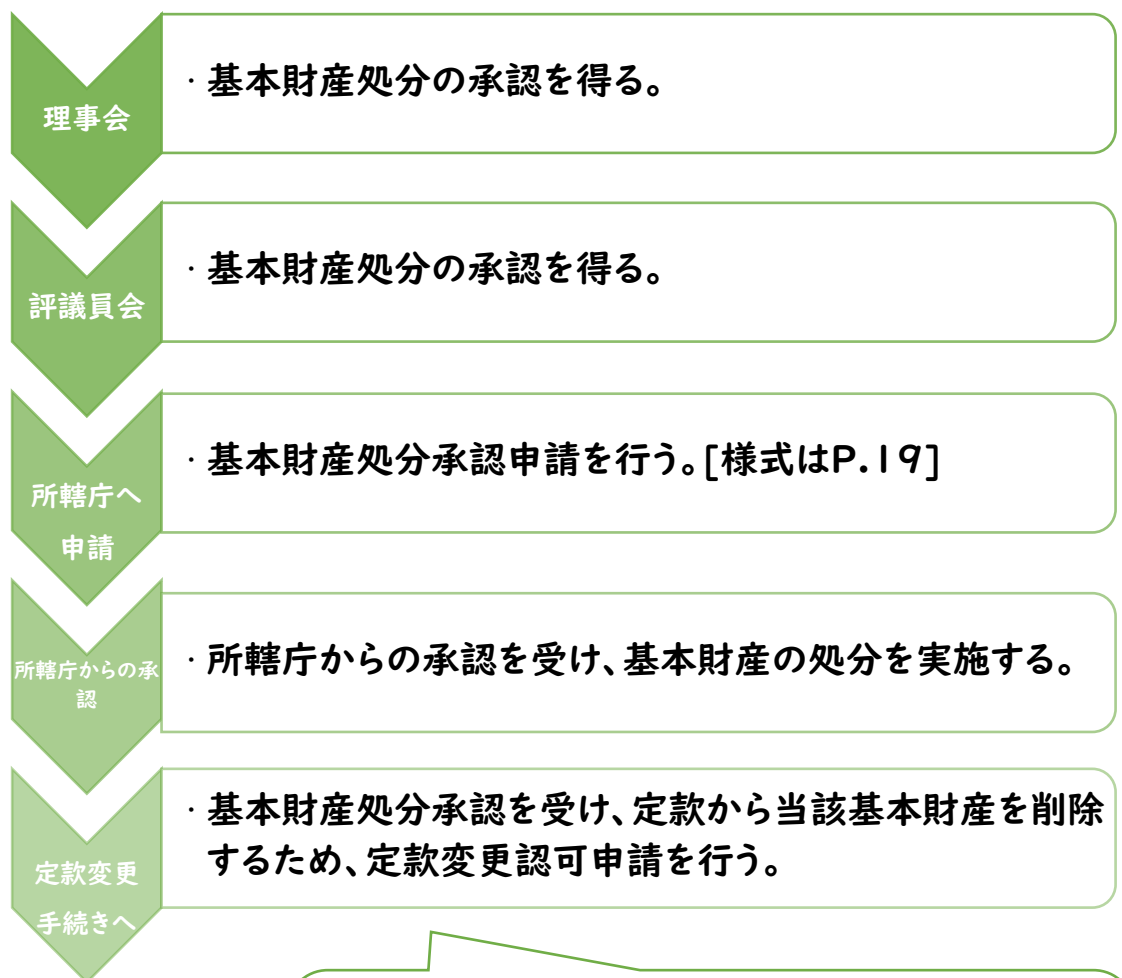 理事会
・基本財産処分の承認を得る。
評議員会
・基本財産処分の承認を得る。
所轄庁へ
申請
・基本財産処分承認申請を行う。[様式はP.19]
所轄庁からの承
認
・所轄庁からの承認を受け、基本財産の処分を実施する。
定款変更
手続きへ
・基本財産処分承認を受け、定款から当該基本財産を削除
するため、定款変更認可申請を行う。